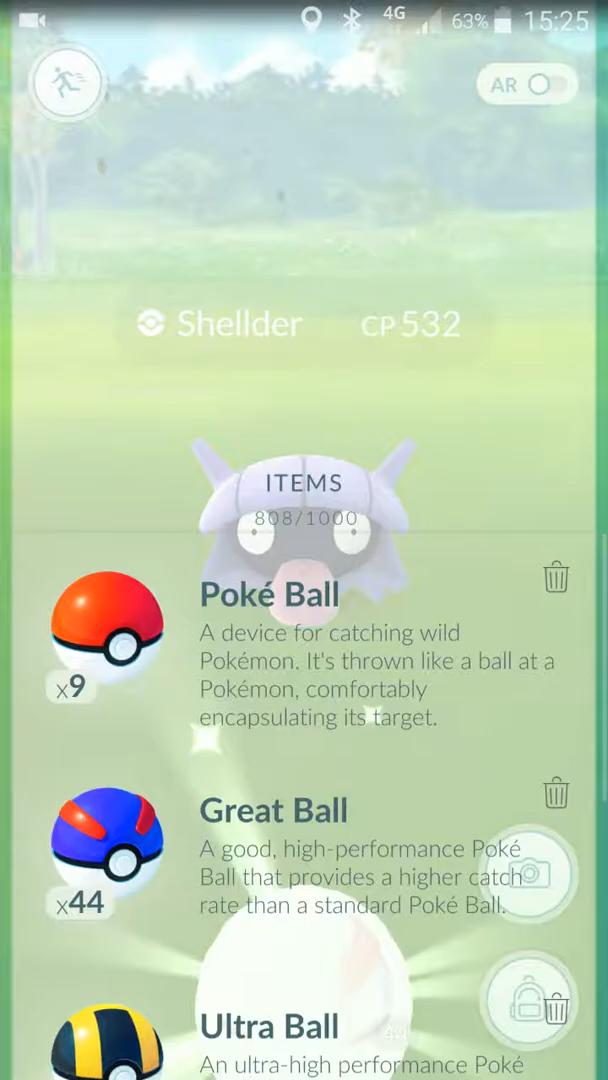 4G 63% 15:25
AR
Shellder CP 532
ITEMS
808/1000
Poké Ball
A device for catching wild
Pokémon. It's thrown like a ball at a
Pokémon, comfortably
encapsulating its target.
x9
Great Ball
A good, high-performance Poké
Ball that provides a higher catch
rate than a standard Poké Ball.
x44
Ultra Ball
An ultra-high performance Poké